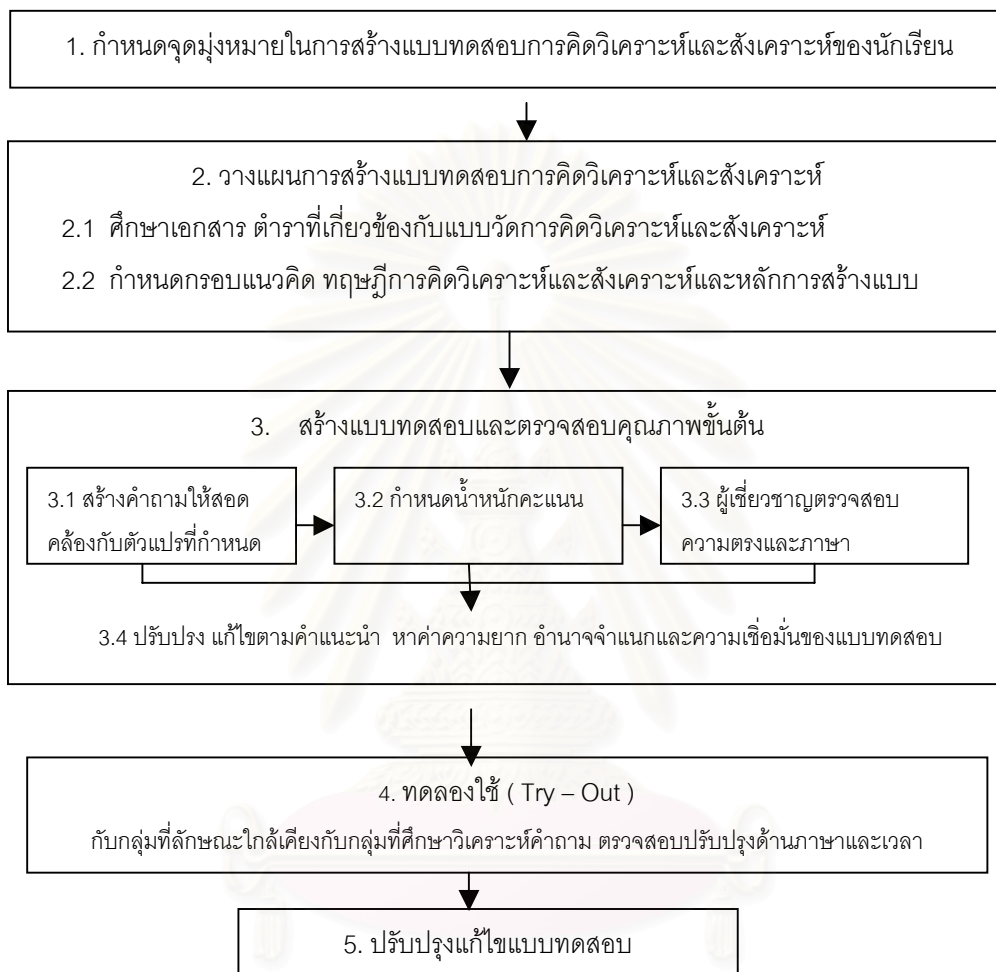 1. กำหนดจุดมุ่งหมายในการสร้างแบบทดสอบการคิดวิเคราะห์และสังเคราะห์ของนักเรียน
2. วางแผนการสร้างแบบทดสอบการคิดวิเคราะห์และสังเคราะห์
2.1 ศึกษาเอกสาร ตำราที่เกี่ยวข้องกับแบบวัดการคิดวิเคราะห์และสังเคราะห์
2.2 กำหนดกรอบแนวคิด ทฤษฎีการคิดวิเคราะห์และสังเคราะห์และหลักการสร้างแบบ
3. สร้างแบบทดสอบและตรวจสอบคุณภาพขั้นต้น
3.1 สร้างคำถามให้สอด
คล้องกับตัวแปรที่กำหนด
3.2 กำหนดน้ำหนักคะแนน
3.3 ผู้เชี่ยวชาญตรวจสอบ
ความตรงและภาษา
3.4 ปรับปรง แก้ไขตามคำแนะนำ หาค่าความยาก อำนาจจำแนกและความเชื่อมั่นของแบบทดสอบ
4. ทดลองใช้ ( Try – Out )
กับกลุ่มที่ลักษณะใกล้เคียงกับกลุ่มที่ศึกษาวิเคราะห์คำถาม ตรวจสอบปรับปรุงด้านภาษาและเวลา
5. ปรับปรุงแก้ไขแบบทดสอบ